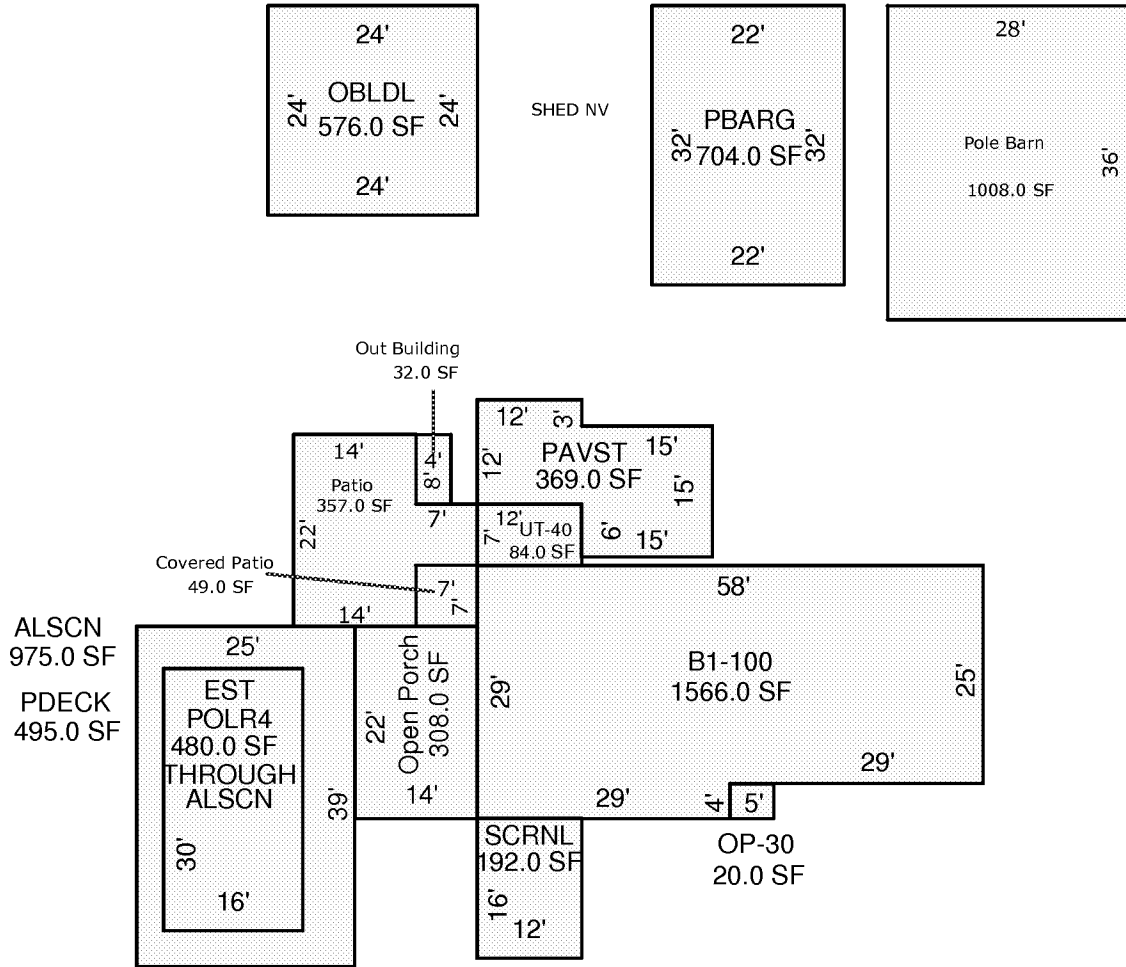 24'
24'
OBLDL
576.0 SF
24'
24'
SHED NV
22'
32'
PBARG
704.0 SF
32'
22'
28'
Pole Barn
1008.0 SF
36'
Out Building
32.0 SF
14'
4'
8'
Patio
357.0 SF
22'
7'
12'
3'
12'
PAVST
369.0 SF
15'
15'
6'
15'
12'
7'
UT-40
84.0 SF
Covered Patio
49.0 SF
7'
7'
14'
ALSCN
975.0 SF
PDECK
495.0 SF
25'
EST
POLR4
480.0 SF
THROUGH
ALSCN
39'
30'
16'
22'
Open Porch
308.0 SF
14'
58'
29'
B1-100
1566.0 SF
25'
29'
29'
4'
5'
OP-30
20.0 SF
SCRNL
192.0 SF
16'
12'